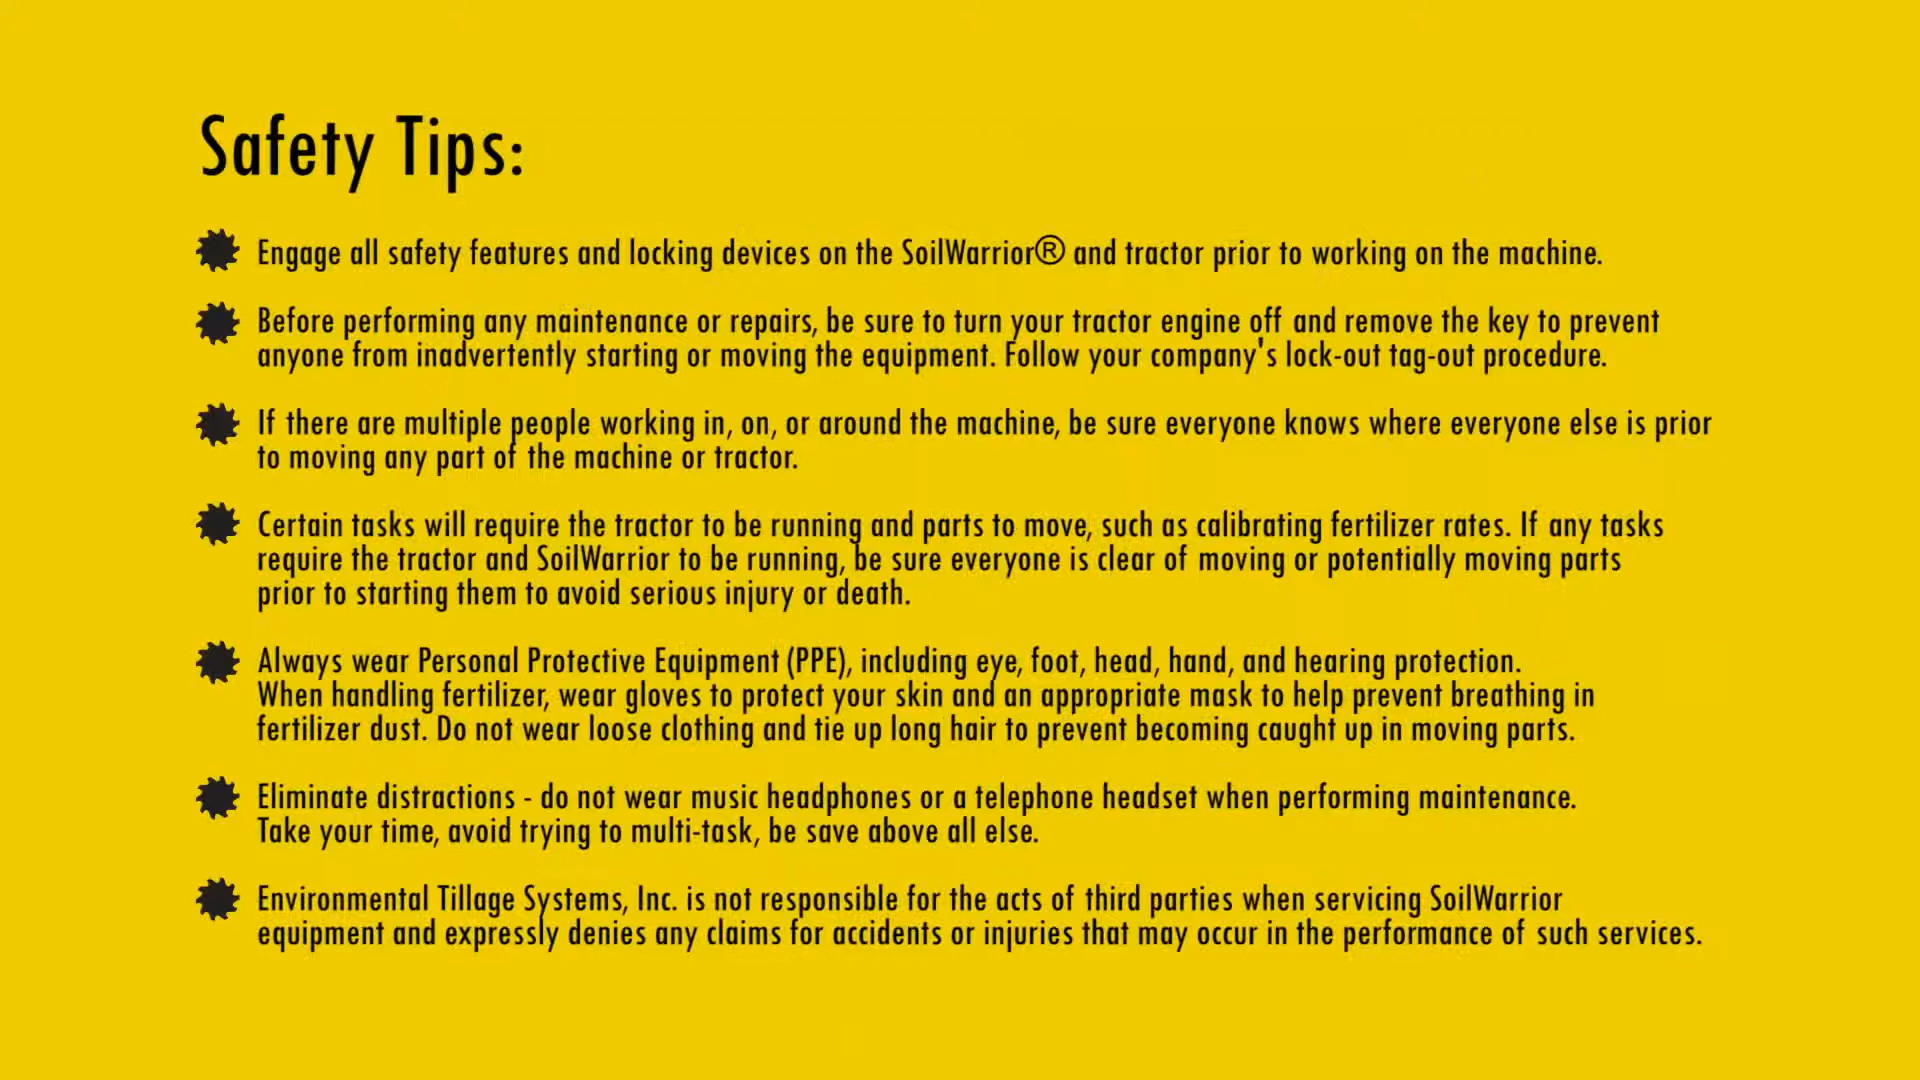 Safety Tips:
Engage all safety features and locking devices on the SoilWarrior® and tractor prior to working on the machine.
Before performing any maintenance or repairs, be sure to turn your tractor engine off and remove the key to prevent
anyone from inadvertently starting or moving the equipment. Follow your company's lock-out tag-out procedure.
If there are multiple people working in, on, or around the machine, be sure everyone knows where everyone else is prior
to moving any part of the machine or tractor.
Certain tasks will require the tractor to be running and parts to move, such as calibrating fertilizer rates. If any tasks
require the tractor and SoilWarrior to be running, be sure everyone is clear of moving or potentially moving parts
prior to starting them to avoid serious injury or death.
Always wear Personal Protective Equipment (PPE), including eye, foot, head, hand, and hearing protection.
When handling fertilizer, wear gloves to protect your skin and an appropriate mask to help prevent breathing in
fertilizer dust. Do not wear loose clothing and tie up long hair to prevent becoming caught up in moving parts.
Eliminate distractions - do not wear music headphones or a telephone headset when performing maintenance.
Take your time, avoid trying to multi-task, be save above all else.
Environmental Tillage Systems, Inc. is not responsible for the acts of third parties when servicing SoilWarrior
equipment and expressly denies any claims for accidents or injuries that may occur in the performance of such services.